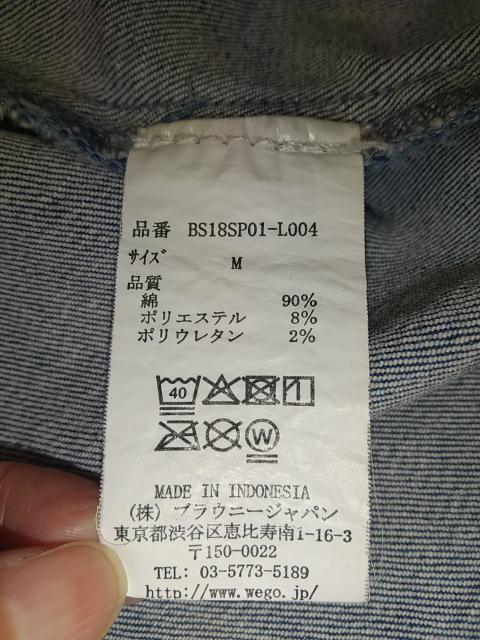 品番 BS18SP01-L004
サイズ M
品質
綿 90%
ポリエステル 8%
ポリウレタン 2%
40
W
MADE IN INDONESIA
(株) ブラウニージャパン
東京都渋谷区恵比寿南1-16-3
〒150-0022
TEL: 03-5773-5189
http://www.wego.jp/